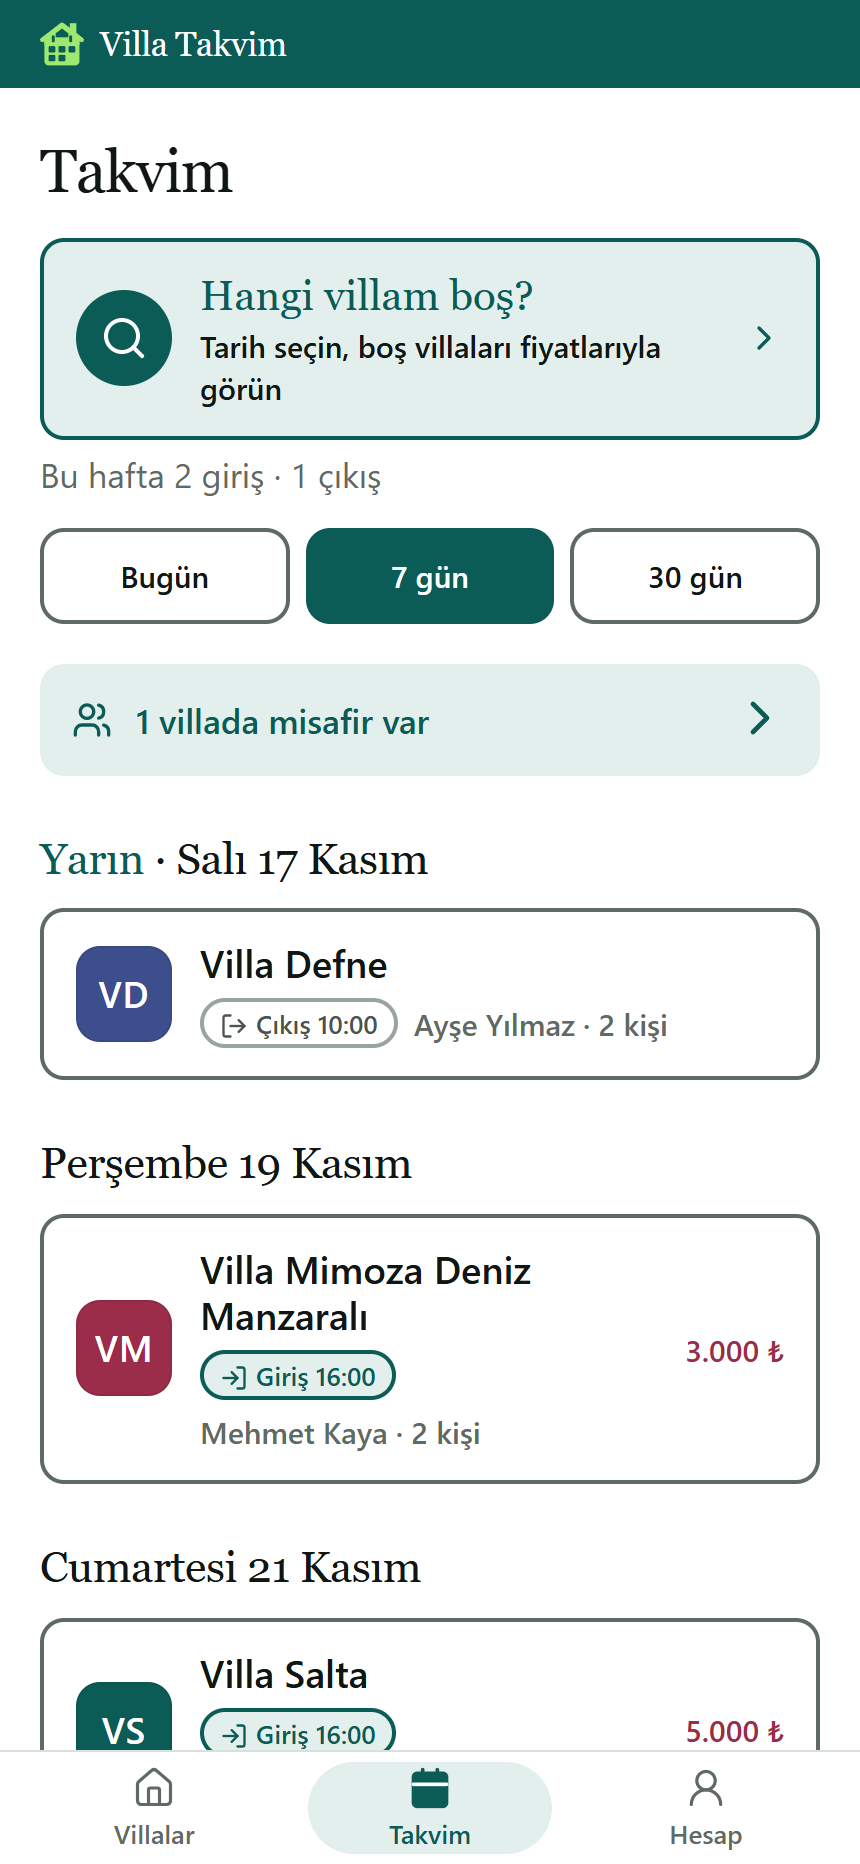 Villa Takvim
Takvim
Hangi villam boş?
Tarih seçin, boş villaları fiyatlarıyla
görün
Bu hafta 2 giriş · 1 çıkış
Bugün
7 gün
30 gün
1 villada misafir var
Yarın · Salı 17 Kasım
VD
Villa Defne
Çıkış 10:00
Ayşe Yılmaz · 2 kişi
Perşembe 19 Kasım
VM
Villa Mimoza Deniz
Manzaralı
Giriş 16:00
Mehmet Kaya · 2 kişi
3.000 ₺
Cumartesi 21 Kasım
VS
Villa Salta
Giriş 16:00
5.000 ₺
Villalar
Takvim
Hesap